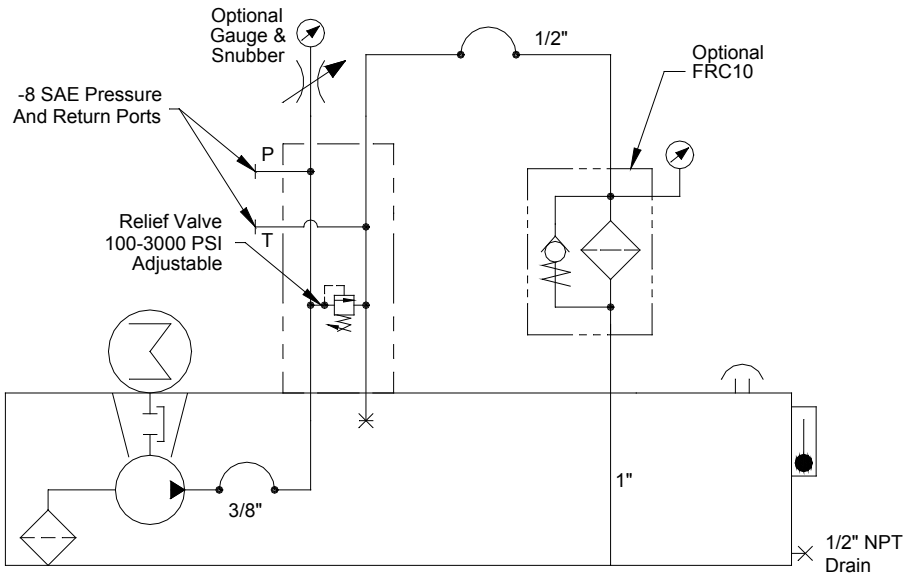 Optional
Gauge &
Snubber
1/2"
Optional
FRC10
-8 SAE Pressure
And Return Ports
P
T
Relief Valve
100-3000 PSI
Adjustable
3/8"
1"
1/2" NPT
Drain